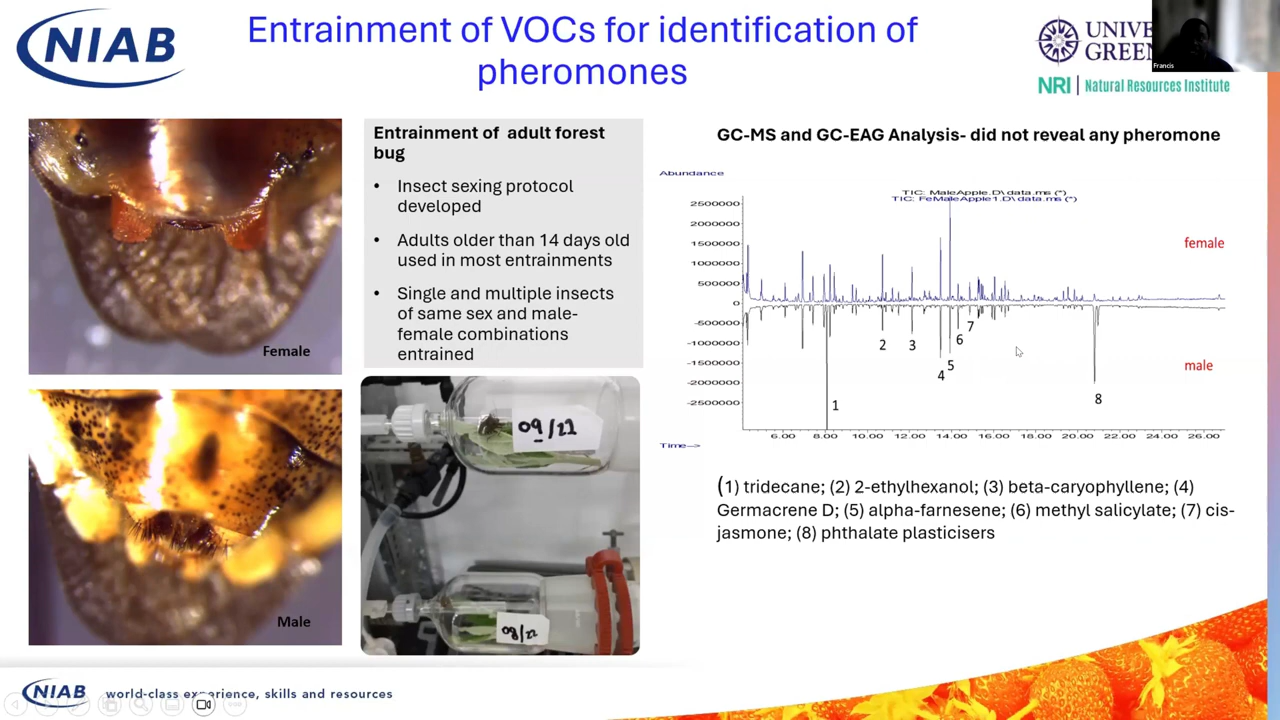 NIAB
Entrainment of VOCs for identification of
pheromones
UNIVE
GREEN
NRI | Natural Resources Institute
Francis
Female
Male
Entrainment of adult forest
bug
• Insect sexing protocol
developed
• Adults older than 14 days old
used in most entrainments
• Single and multiple insects
of same sex and male-
female combinations
entrained
09/22
08/22
GC-MS and GC-EAG Analysis- did not reveal any pheromone
Abundance
TIC: MaleApple.D\data.ms (*)
TIC: FeMaleApple1.D\data.ms (*)
2500000
2000000
1500000
1000000
500000
0
-500000
-1000000
-1500000
-2000000
-2500000
female
male
1
2
3
4
5
6
7
8
6.00 8.00 10.00 12.00 14.00 16.00 18.00 20.00 22.00 24.00 26.00
Time-->
(1) tridecane; (2) 2-ethylhexanol; (3) beta-caryophyllene; (4)
Germacrene D; (5) alpha-farnesene; (6) methyl salicylate; (7) cis-
jasmone; (8) phthalate plasticisers
NIAB world-class experience, skills and resources